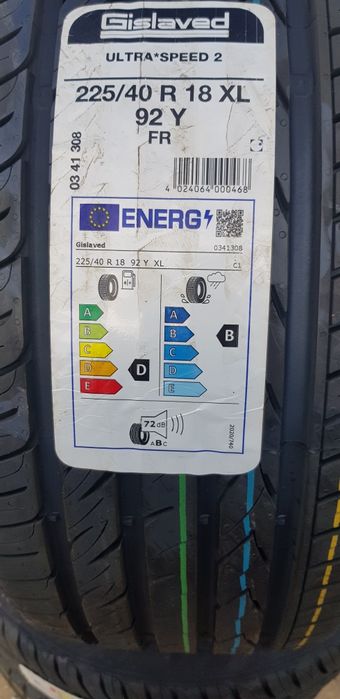 Gislaved
ULTRA*SPEED 2
225/40 R 18 XL
92 Y
FR
03 41 308
4 024064 000468
ENERG
Gislaved
0341308
225/40 R 18 92 Y XL
C1
A
B
C
D
E
D
A
B
C
D
E
B
72 dB
ABC
2020/740